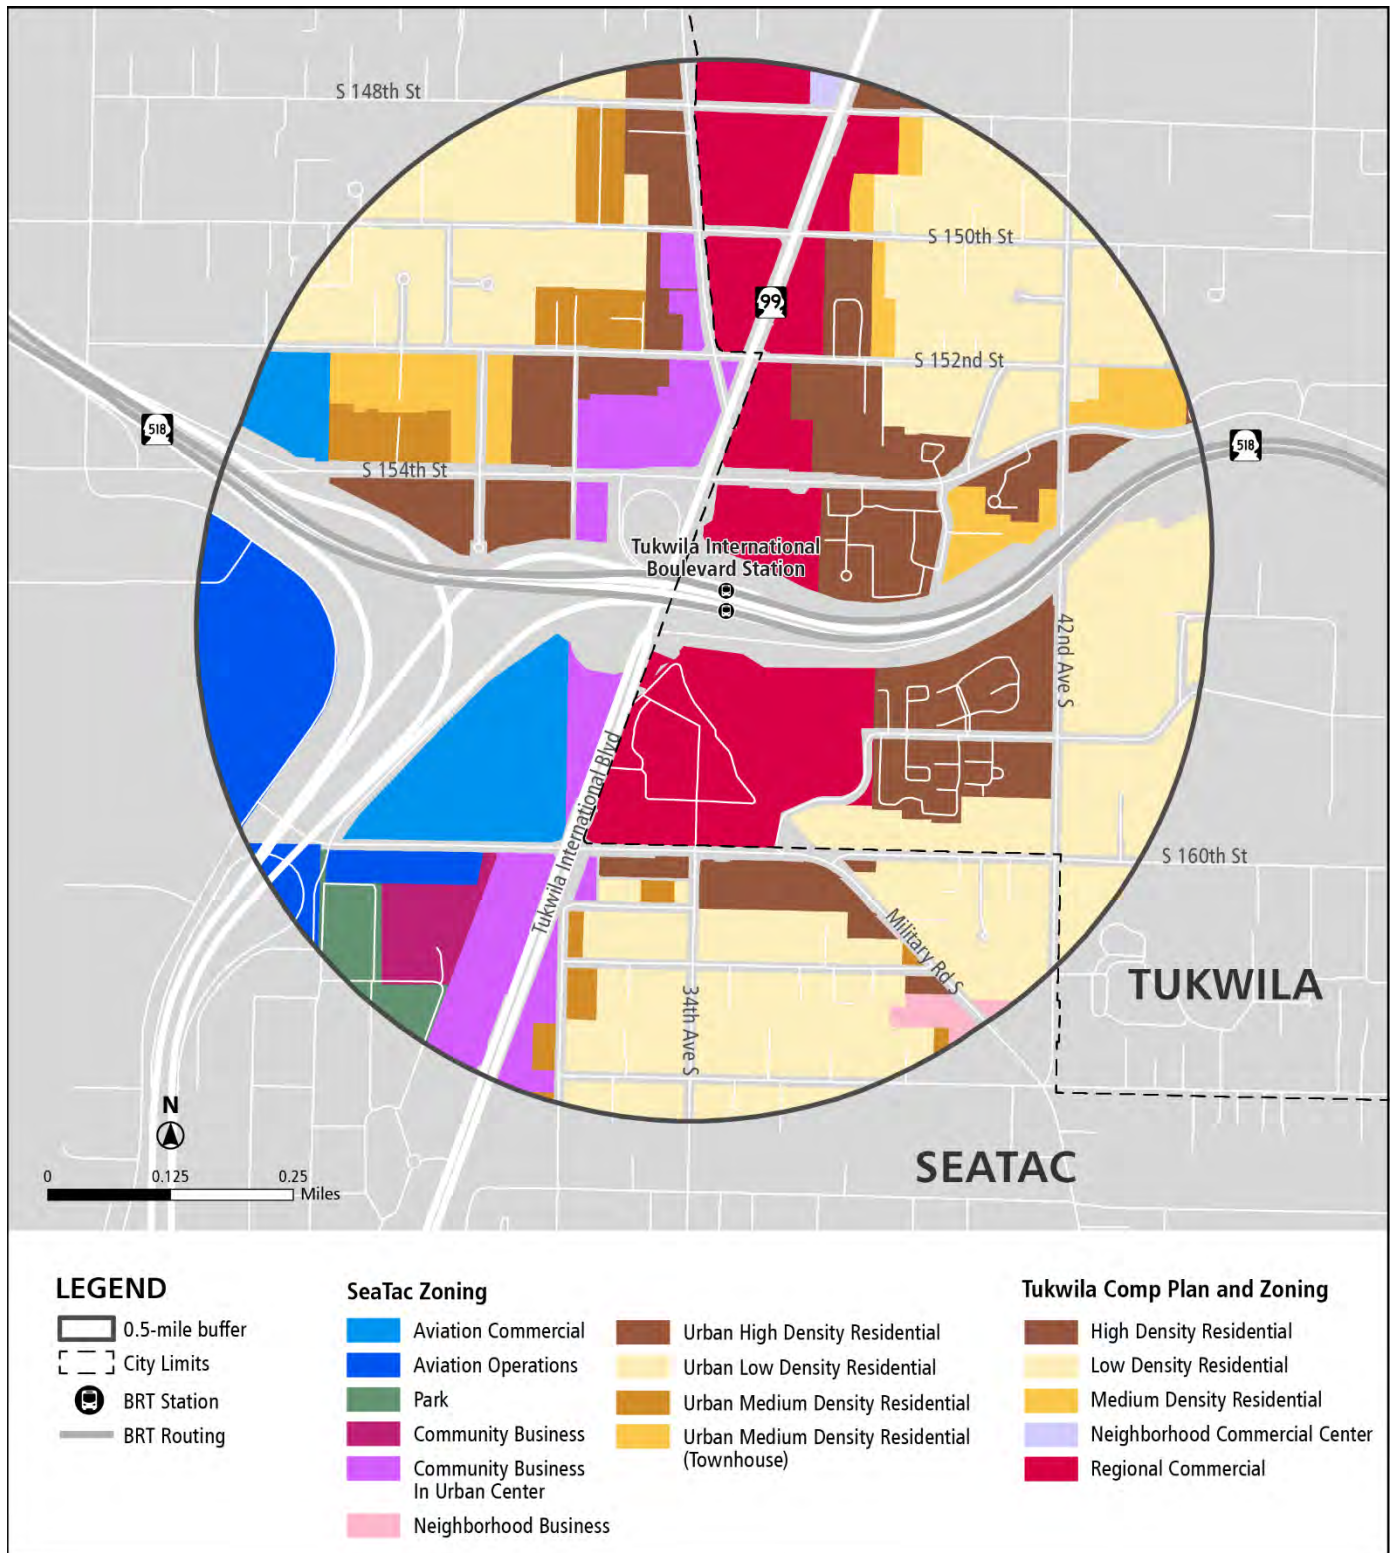 S 148th St
S 150th St
99
S 152nd St
518
518
S 154th St
Tukwila International
Boulevard Station
42nd Ave S
Tukwila International Blvd
S 160th St
Military Rd S
34th Ave S
TUKWILA
SEATAC
N
0 0.125 0.25
Miles
LEGEND
0.5-mile buffer
City Limits
BRT Station
BRT Routing
SeaTac Zoning
Aviation Commercial
Aviation Operations
Park
Community Business
Community Business
In Urban Center
Neighborhood Business
Urban High Density Residential
Urban Low Density Residential
Urban Medium Density Residential
Urban Medium Density Residential
(Townhouse)
Tukwila Comp Plan and Zoning
High Density Residential
Low Density Residential
Medium Density Residential
Neighborhood Commercial Center
Regional Commercial